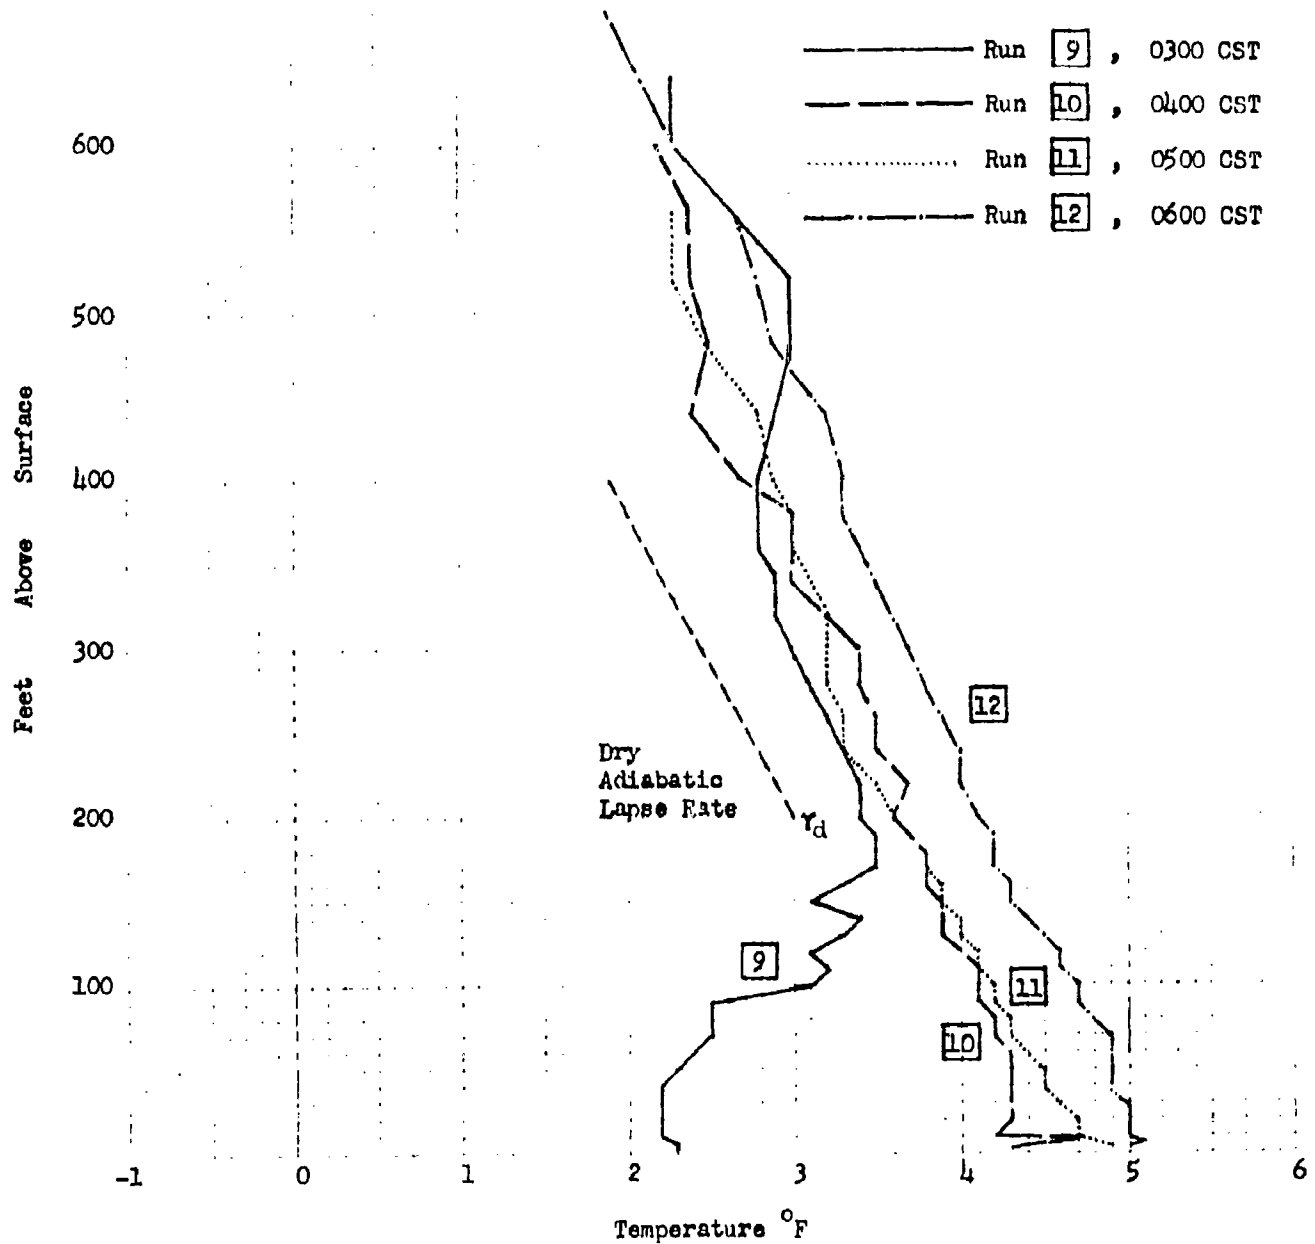 Run 9 , 0300 CST
Run 10 , 0400 CST
Run 11 , 0500 CST
Run 12 , 0600 CST
600
500
400
300
200
100
Feet Above Surface
12
Dry
Adiabatic
Lapse Rate
γd
9
11
10
-1 0 1 2 3 4 5 6
Temperature °F